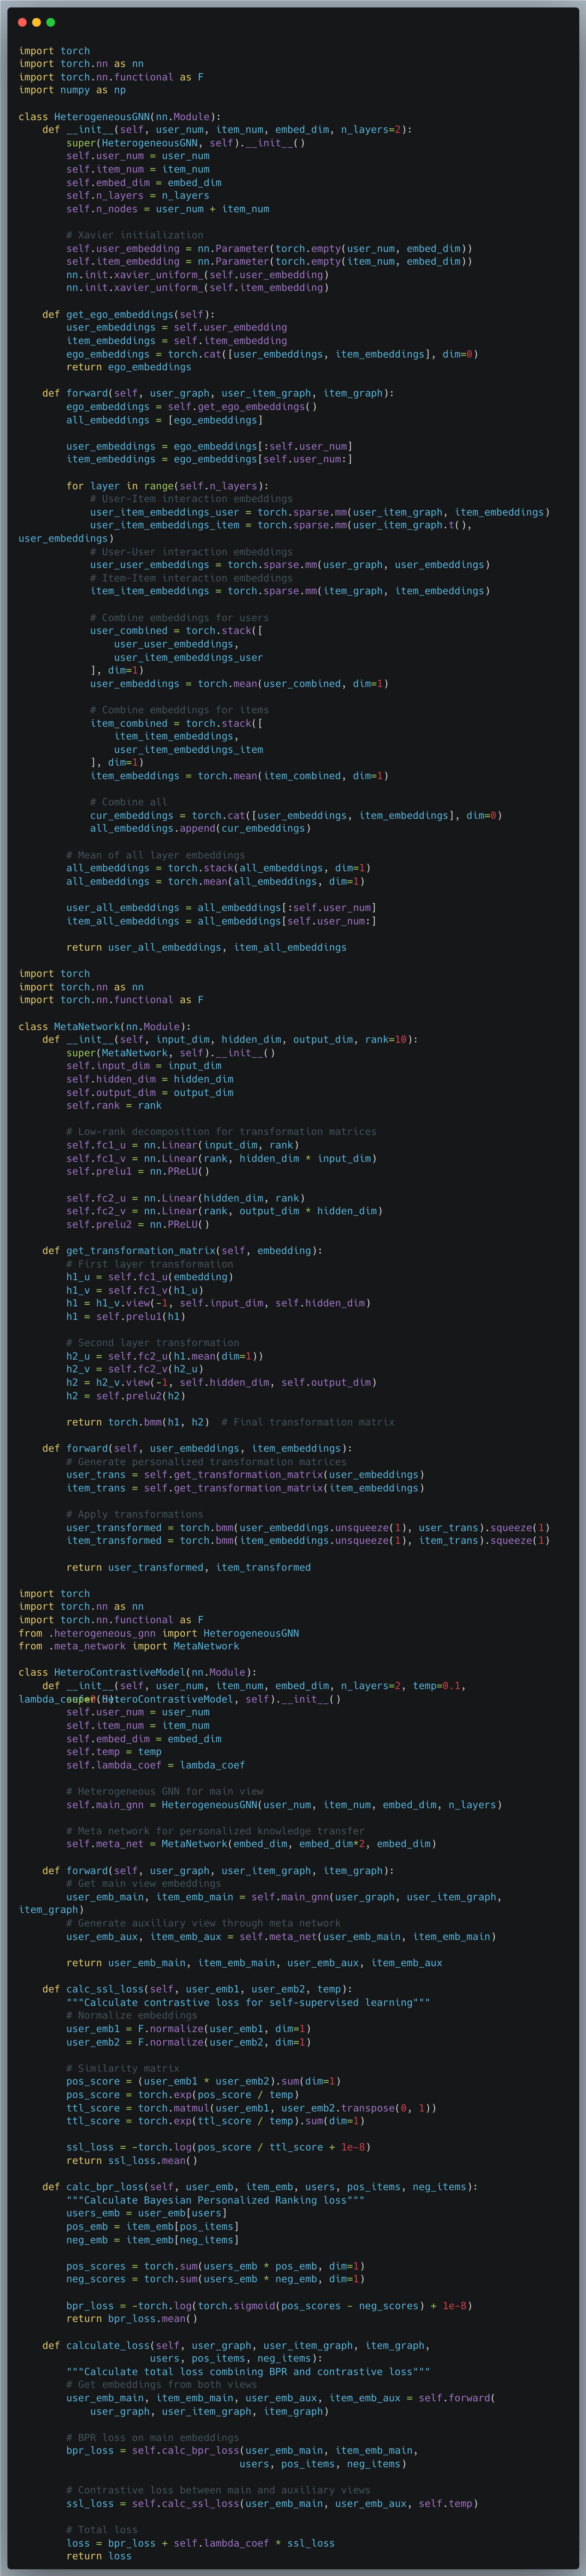 import torch
import torch.nn as nn
import torch.nn.functional as F
import numpy as np

class HeterogeneousGNN(nn.Module):
    def __init__(self, user_num, item_num, embed_dim, n_layers=2):
        super(HeterogeneousGNN, self).__init__()
        self.user_num = user_num
        self.item_num = item_num
        self.embed_dim = embed_dim
        self.n_layers = n_layers
        self.n_nodes = user_num + item_num

        # Xavier initialization
        self.user_embedding = nn.Parameter(torch.empty(user_num, embed_dim))
        self.item_embedding = nn.Parameter(torch.empty(item_num, embed_dim))
        nn.init.xavier_uniform_(self.user_embedding)
        nn.init.xavier_uniform_(self.item_embedding)

    def get_ego_embeddings(self):
        user_embeddings = self.user_embedding
        item_embeddings = self.item_embedding
        ego_embeddings = torch.cat([user_embeddings, item_embeddings], dim=0)
        return ego_embeddings

    def forward(self, user_graph, user_item_graph, item_graph):
        ego_embeddings = self.get_ego_embeddings()
        all_embeddings = [ego_embeddings]

        user_embeddings = ego_embeddings[:self.user_num]
        item_embeddings = ego_embeddings[self.user_num:]

        for layer in range(self.n_layers):
            # User-Item interaction embeddings
            user_item_embeddings_user = torch.sparse.mm(user_item_graph, item_embeddings)
            user_item_embeddings_item = torch.sparse.mm(user_item_graph.t(),
user_embeddings)
            # User-User interaction embeddings
            user_user_embeddings = torch.sparse.mm(user_graph, user_embeddings)
            # Item-Item interaction embeddings
            item_item_embeddings = torch.sparse.mm(item_graph, item_embeddings)

            # Combine embeddings for users
            user_combined = torch.stack([
                user_user_embeddings,
                user_item_embeddings_user
            ], dim=1)
            user_embeddings = torch.mean(user_combined, dim=1)

            # Combine embeddings for items
            item_combined = torch.stack([
                item_item_embeddings,
                user_item_embeddings_item
            ], dim=1)
            item_embeddings = torch.mean(item_combined, dim=1)

            # Combine all
            cur_embeddings = torch.cat([user_embeddings, item_embeddings], dim=0)
            all_embeddings.append(cur_embeddings)

        # Mean of all layer embeddings
        all_embeddings = torch.stack(all_embeddings, dim=1)
        all_embeddings = torch.mean(all_embeddings, dim=1)

        user_all_embeddings = all_embeddings[:self.user_num]
        item_all_embeddings = all_embeddings[self.user_num:]

        return user_all_embeddings, item_all_embeddings

import torch
import torch.nn as nn
import torch.nn.functional as F

class MetaNetwork(nn.Module):
    def __init__(self, input_dim, hidden_dim, output_dim, rank=10):
        super(MetaNetwork, self).__init__()
        self.input_dim = input_dim
        self.hidden_dim = hidden_dim
        self.output_dim = output_dim
        self.rank = rank

        # Low-rank decomposition for transformation matrices
        self.fc1_u = nn.Linear(input_dim, rank)
        self.fc1_v = nn.Linear(rank, hidden_dim * input_dim)
        self.prelu1 = nn.PReLU()

        self.fc2_u = nn.Linear(hidden_dim, rank)
        self.fc2_v = nn.Linear(rank, output_dim * hidden_dim)
        self.prelu2 = nn.PReLU()

    def get_transformation_matrix(self, embedding):
        # First layer transformation
        h1_u = self.fc1_u(embedding)
        h1_v = self.fc1_v(h1_u)
        h1 = h1_v.view(-1, self.input_dim, self.hidden_dim)
        h1 = self.prelu1(h1)

        # Second layer transformation
        h2_u = self.fc2_u(h1.mean(dim=1))
        h2_v = self.fc2_v(h2_u)
        h2 = h2_v.view(-1, self.hidden_dim, self.output_dim)
        h2 = self.prelu2(h2)

        return torch.bmm(h1, h2)  # Final transformation matrix

    def forward(self, user_embeddings, item_embeddings):
        # Generate personalized transformation matrices
        user_trans = self.get_transformation_matrix(user_embeddings)
        item_trans = self.get_transformation_matrix(item_embeddings)

        # Apply transformations
        user_transformed = torch.bmm(user_embeddings.unsqueeze(1), user_trans).squeeze(1)
        item_transformed = torch.bmm(item_embeddings.unsqueeze(1), item_trans).squeeze(1)

        return user_transformed, item_transformed

import torch
import torch.nn as nn
import torch.nn.functional as F
from .heterogeneous_gnn import HeterogeneousGNN
from .meta_network import MetaNetwork

class HeteroContrastiveModel(nn.Module):
    def __init__(self, user_num, item_num, embed_dim, n_layers=2, temp=0.1,
        super(HeteroContrastiveModel, self).__init__()
        self.user_num = user_num
        self.item_num = item_num
        self.embed_dim = embed_dim
        self.temp = temp
        self.lambda_coef = lambda_coef

        # Heterogeneous GNN for main view
        self.main_gnn = HeterogeneousGNN(user_num, item_num, embed_dim, n_layers)

        # Meta network for personalized knowledge transfer
        self.meta_net = MetaNetwork(embed_dim, embed_dim*2, embed_dim)

    def forward(self, user_graph, user_item_graph, item_graph):
        # Get main view embeddings
        user_emb_main, item_emb_main = self.main_gnn(user_graph, user_item_graph,
item_graph)
        # Generate auxiliary view through meta network
        user_emb_aux, item_emb_aux = self.meta_net(user_emb_main, item_emb_main)

        return user_emb_main, item_emb_main, user_emb_aux, item_emb_aux

    def calc_ssl_loss(self, user_emb1, user_emb2, temp):
        """Calculate contrastive loss for self-supervised learning"""
        # Normalize embeddings
        user_emb1 = F.normalize(user_emb1, dim=1)
        user_emb2 = F.normalize(user_emb2, dim=1)

        # Similarity matrix
        pos_score = (user_emb1 * user_emb2).sum(dim=1)
        pos_score = torch.exp(pos_score / temp)
        ttl_score = torch.matmul(user_emb1, user_emb2.transpose(0, 1))
        ttl_score = torch.exp(ttl_score / temp).sum(dim=1)

        ssl_loss = -torch.log(pos_score / ttl_score + 1e-8)
        return ssl_loss.mean()

    def calc_bpr_loss(self, user_emb, item_emb, users, pos_items, neg_items):
        """Calculate Bayesian Personalized Ranking loss"""
        users_emb = user_emb[users]
        pos_emb = item_emb[pos_items]
        neg_emb = item_emb[neg_items]

        pos_scores = torch.sum(users_emb * pos_emb, dim=1)
        neg_scores = torch.sum(users_emb * neg_emb, dim=1)

        bpr_loss = -torch.log(torch.sigmoid(pos_scores - neg_scores) + 1e-8)
        return bpr_loss.mean()

    def calculate_loss(self, user_graph, user_item_graph, item_graph,
                      users, pos_items, neg_items):
        """Calculate total loss combining BPR and contrastive loss"""
        # Get embeddings from both views
        user_emb_main, item_emb_main, user_emb_aux, item_emb_aux = self.forward(
            user_graph, user_item_graph, item_graph)

        # BPR loss on main embeddings
        bpr_loss = self.calc_bpr_loss(user_emb_main, item_emb_main,
                                     users, pos_items, neg_items)

        # Contrastive loss between main and auxiliary views
        ssl_loss = self.calc_ssl_loss(user_emb_main, user_emb_aux, self.temp)

        # Total loss
        loss = bpr_loss + self.lambda_coef * ssl_loss
        return loss